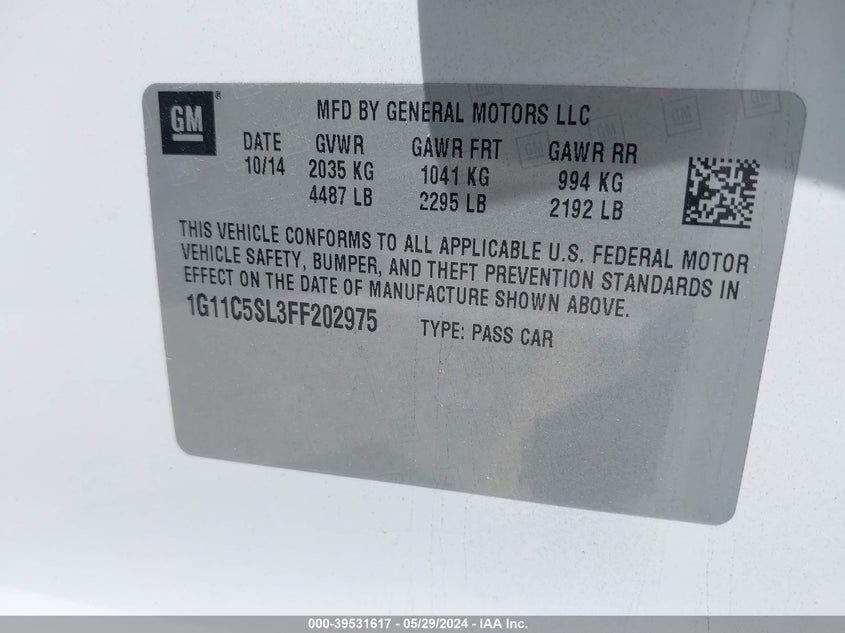 GM®
MFD BY GENERAL MOTORS LLC
DATE GVWR GAWR FRT GAWR RR
10/14 2035 KG 1041 KG 994 KG
4487 LB 2295 LB 2192 LB
THIS VEHICLE CONFORMS TO ALL APPLICABLE U.S. FEDERAL MOTOR
VEHICLE SAFETY, BUMPER, AND THEFT PREVENTION STANDARDS IN
EFFECT ON THE DATE OF MANUFACTURE SHOWN ABOVE.
1G11C5SL3FF202975 TYPE: PASS CAR
000-39531617 - 05/29/2024 - IAA Inc.